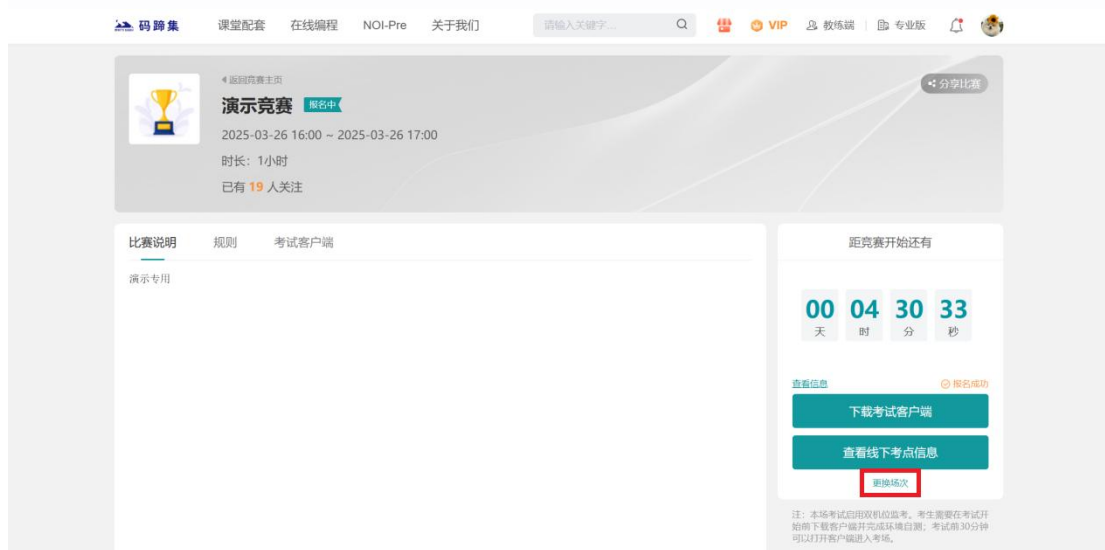 码蹄集 课堂配套 在线编程 NOI-Pre 关于我们 请输入关键字... VIP 教练端 专业版
返回竞赛主页
分享比赛
演示竞赛 报名中
2025-03-26 16:00 ~ 2025-03-26 17:00
时长：1小时
已有 19 人关注
比赛说明 规则 考试客户端
演示专用
距竞赛开始还有
00 04 30 33
天 时 分 秒
查看信息 报名成功
下载考试客户端
查看线下考点信息
更换场次
注：本场考试启用双机位监考。考生需要在考试开
始前下载客户端并完成环境自测；考试前30分钟
可以打开客户端进入考场。